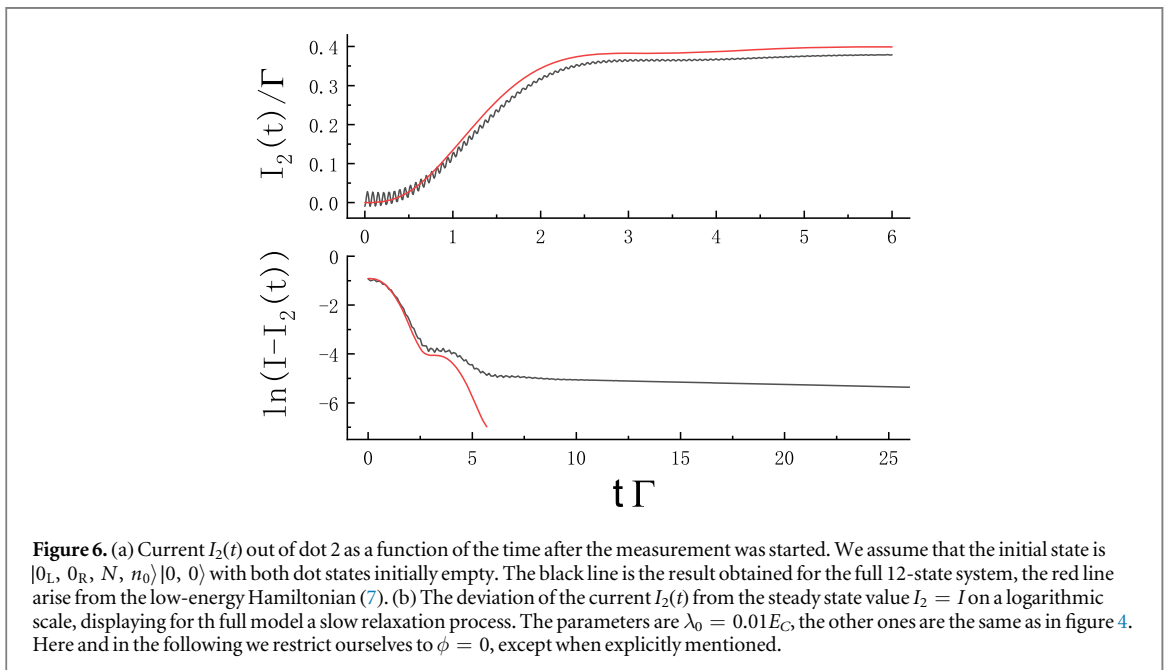 0.4
0.3
0.2
0.1
0.0
I₂(t)/Γ
0 1 2 3 4 5 6
0
−2
−4
−6
ln(I−I₂(t))
0 5 10 15 20 25
tΓ
Figure 6. (a) Current I₂(t) out of dot 2 as a function of the time after the measurement was started. We assume that the initial state is
|0_L, 0_R, N, n₀⟩|0, 0⟩ with both dot states initially empty. The black line is the result obtained for the full 12-state system, the red line
arise from the low-energy Hamiltonian (7). (b) The deviation of the current I₂(t) from the steady state value I₂ = I on a logarithmic
scale, displaying for th full model a slow relaxation process. The parameters are λ₀ = 0.01E_C, the other ones are the same as in figure 4.
Here and in the following we restrict ourselves to ϕ = 0, except when explicitly mentioned.